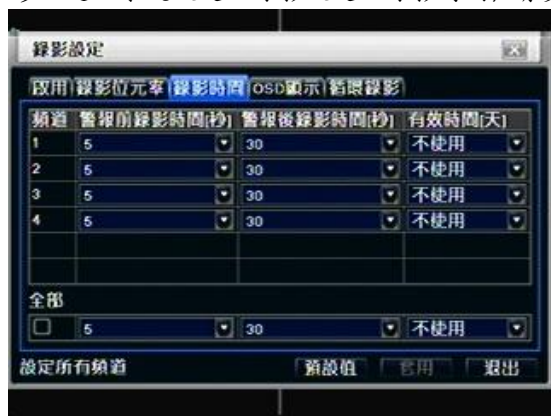 錄影設定
啟用 錄影位元率 錄影時間 OSD顯示 循環錄影
頻道 警報前錄影時間[秒] 警報後錄影時間[秒] 有效時間[天]
1 5 30 不使用
2 5 30 不使用
3 5 30 不使用
4 5 30 不使用
全部
5 30 不使用
設定所有頻道 預設值 套用 退出